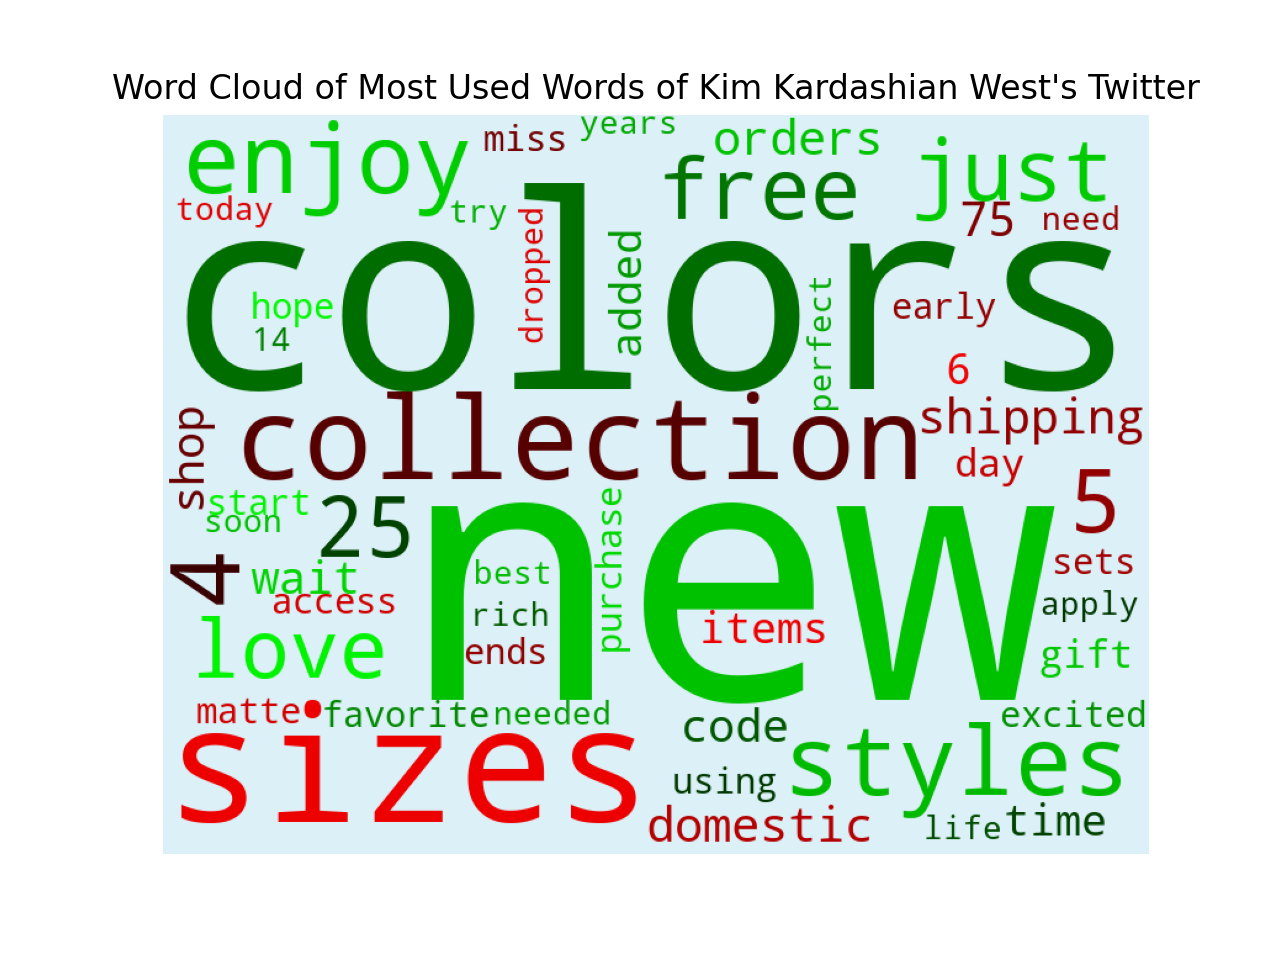 Word Cloud of Most Used Words of Kim Kardashian West's Twitter
enjoy
miss
years
orders
just
free
today
try
dropped
added
75
need
colors
hope
14
perfect
early
6
collection
shipping
shop
day
start
soon
25
new
purchase
5
4
wait
access
best
rich
ends
items
sets
apply
love
gift
matte
favorite
needed
code
excited
sizes
using
styles
domestic
life
time